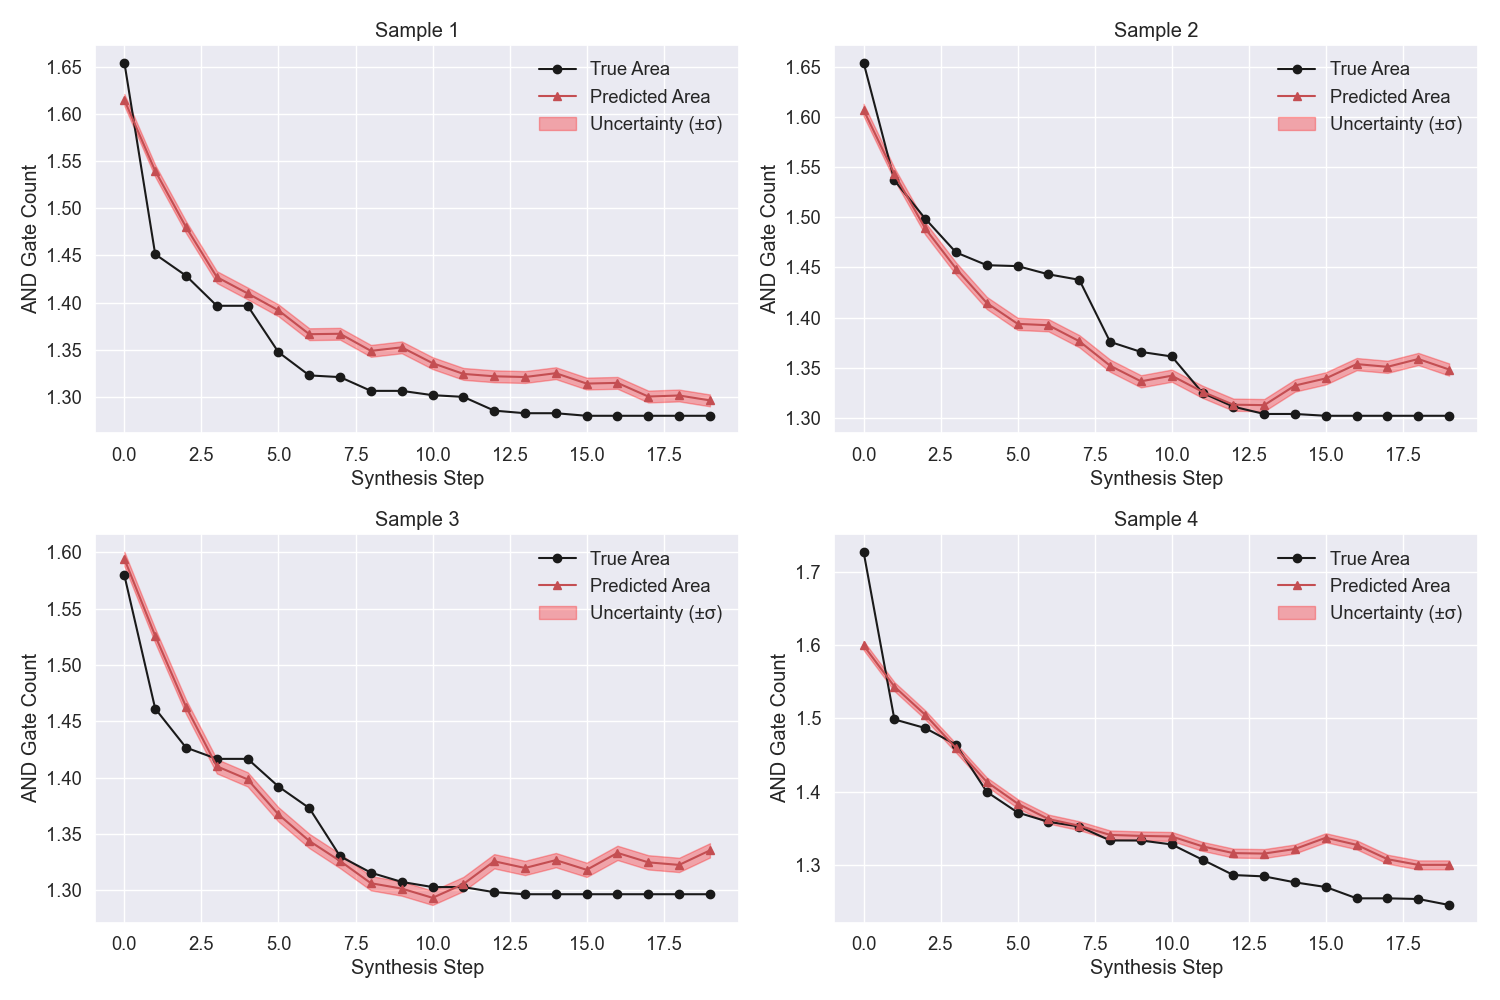 Sample 1
AND Gate Count
1.65
1.60
1.55
1.50
1.45
1.40
1.35
1.30
True Area
Predicted Area
Uncertainty (±σ)
0.0 2.5 5.0 7.5 10.0 12.5 15.0 17.5
Synthesis Step
Sample 2
AND Gate Count
1.65
1.60
1.55
1.50
1.45
1.40
1.35
1.30
True Area
Predicted Area
Uncertainty (±σ)
0.0 2.5 5.0 7.5 10.0 12.5 15.0 17.5
Synthesis Step
Sample 3
AND Gate Count
1.60
1.55
1.50
1.45
1.40
1.35
1.30
True Area
Predicted Area
Uncertainty (±σ)
0.0 2.5 5.0 7.5 10.0 12.5 15.0 17.5
Synthesis Step
Sample 4
AND Gate Count
1.7
1.6
1.5
1.4
1.3
True Area
Predicted Area
Uncertainty (±σ)
0.0 2.5 5.0 7.5 10.0 12.5 15.0 17.5
Synthesis Step